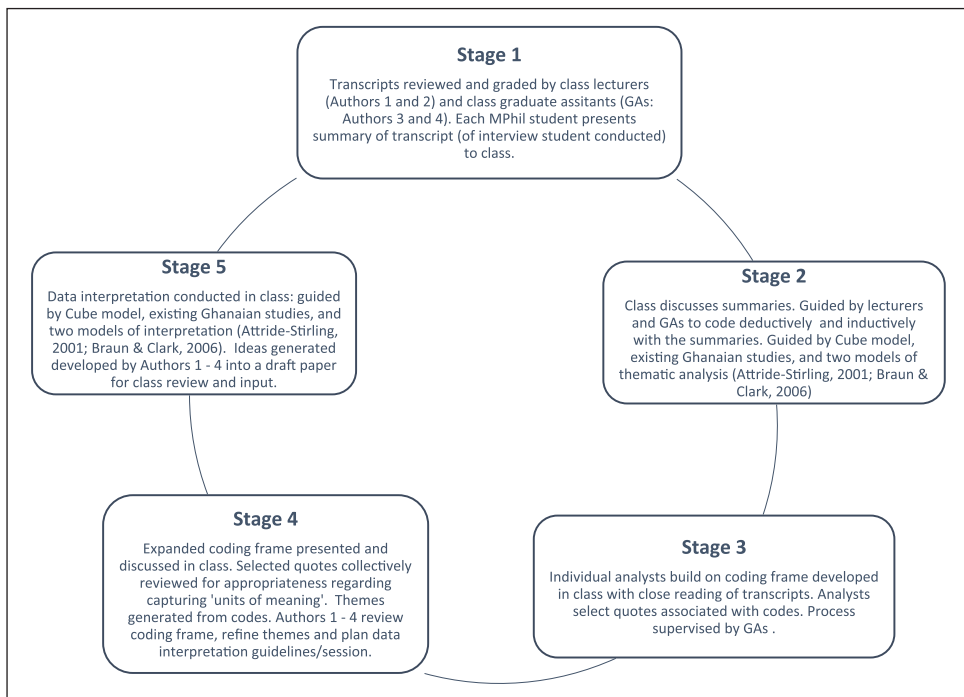 Stage 1
Transcripts reviewed and graded by class lecturers
(Authors 1 and 2) and class graduate assitants (GAs:
Authors 3 and 4). Each MPhil student presents
summary of transcript (of interview student conducted)
to class.
Stage 2
Class discusses summaries. Guided by lecturers
and GAs to code deductively and inductively
with the summaries. Guided by Cube model,
existing Ghanaian studies, and two models of
thematic analysis (Attride-Stirling, 2001; Braun &
Clark, 2006)
Stage 3
Individual analysts build on coding frame developed
in class with close reading of transcripts. Analysts
select quotes associated with codes. Process
supervised by GAs .
Stage 4
Expanded coding frame presented and
discussed in class. Selected quotes collectively
reviewed for appropriateness regarding
capturing 'units of meaning'. Themes
generated from codes. Authors 1 - 4 review
coding frame, refine themes and plan data
interpretation guidelines/session.
Stage 5
Data interpretation conducted in class: guided
by Cube model, existing Ghanaian studies, and
two models of interpretation (Attride-Stirling,
2001; Braun & Clark, 2006). Ideas generated
developed by Authors 1 - 4 into a draft paper
for class review and input.